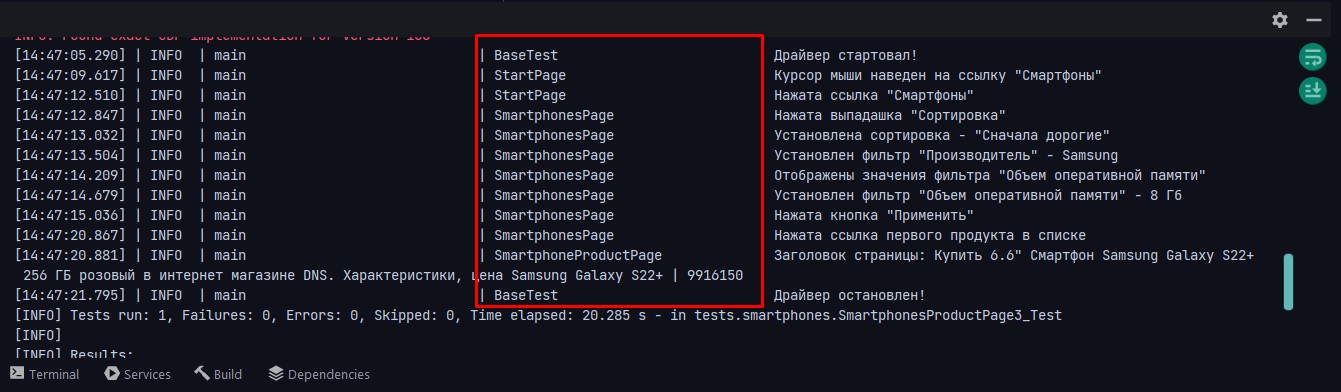 INFO: Found exact CDP implementation for version 103
[14:47:05.290] | INFO | main | BaseTest Драйвер стартовал!
[14:47:09.617] | INFO | main | StartPage Курсор мыши наведен на ссылку "Смартфоны"
[14:47:12.510] | INFO | main | StartPage Нажата ссылка "Смартфоны"
[14:47:12.847] | INFO | main | SmartphonesPage Нажата выпадашка "Сортировка"
[14:47:13.032] | INFO | main | SmartphonesPage Установлена сортировка - "Сначала дорогие"
[14:47:13.504] | INFO | main | SmartphonesPage Установлен фильтр "Производитель" - Samsung
[14:47:14.209] | INFO | main | SmartphonesPage Отображены значения фильтра "Объем оперативной памяти"
[14:47:14.679] | INFO | main | SmartphonesPage Установлен фильтр "Объем оперативной памяти" - 8 Гб
[14:47:15.036] | INFO | main | SmartphonesPage Нажата кнопка "Применить"
[14:47:20.867] | INFO | main | SmartphonesPage Нажата ссылка первого продукта в списке
[14:47:20.881] | INFO | main | SmartphoneProductPage Заголовок страницы: Купить 6.6" Смартфон Samsung Galaxy S22+
256 ГБ розовый в интернет магазине DNS. Характеристики, цена Samsung Galaxy S22+ | 9916150
[14:47:21.795] | INFO | main | BaseTest Драйвер остановлен!
[INFO] Tests run: 1, Failures: 0, Errors: 0, Skipped: 0, Time elapsed: 20.285 s - in tests.smartphones.SmartphonesProductPage3_Test
[INFO]
[INFO] Results:
Terminal Services Build Dependencies